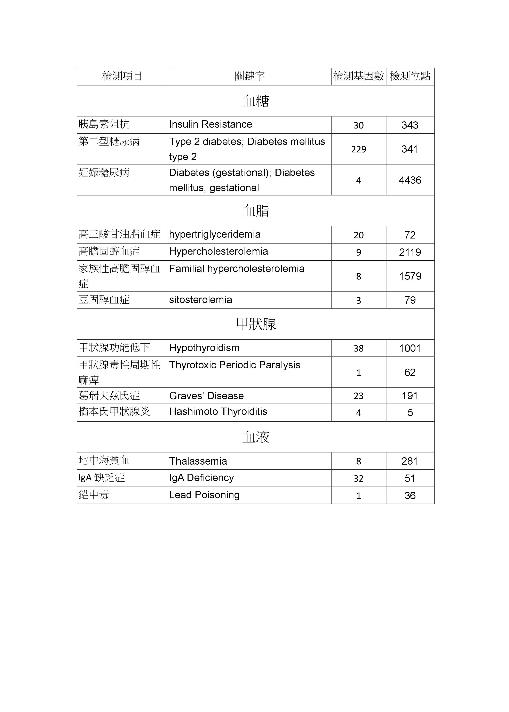 檢測項目 關鍵字 檢測基因數 檢測位點
血糖
胰島素阻抗 Insulin Resistance 30 343
第二型糖尿病 Type 2 diabetes; Diabetes mellitus
type 2 229 341
妊娠糖尿病 Diabetes (gestational); Diabetes
mellitus, gestational 4 4436
血脂
高三酸甘油脂血症 hypertriglyceridemia 20 72
高膽固醇血症 Hypercholesterolemia 9 2119
家族性高膽固醇血 Familial hypercholesterolemia
症 8 1579
豆固醇血症 sitosterolemia 3 79
甲狀腺
甲狀腺功能低下 Hypothyroidism 38 1001
甲狀腺毒性周期性 Thyrotoxic Periodic Paralysis
麻痺 1 62
葛瑞夫茲氏症 Graves' Disease 23 191
橋本氏甲狀腺炎 Hashimoto Thyroiditis 4 5
血液
地中海貧血 Thalassemia 8 281
IgA 缺乏症 IgA Deficiency 32 51
鉛中毒 Lead Poisoning 1 36